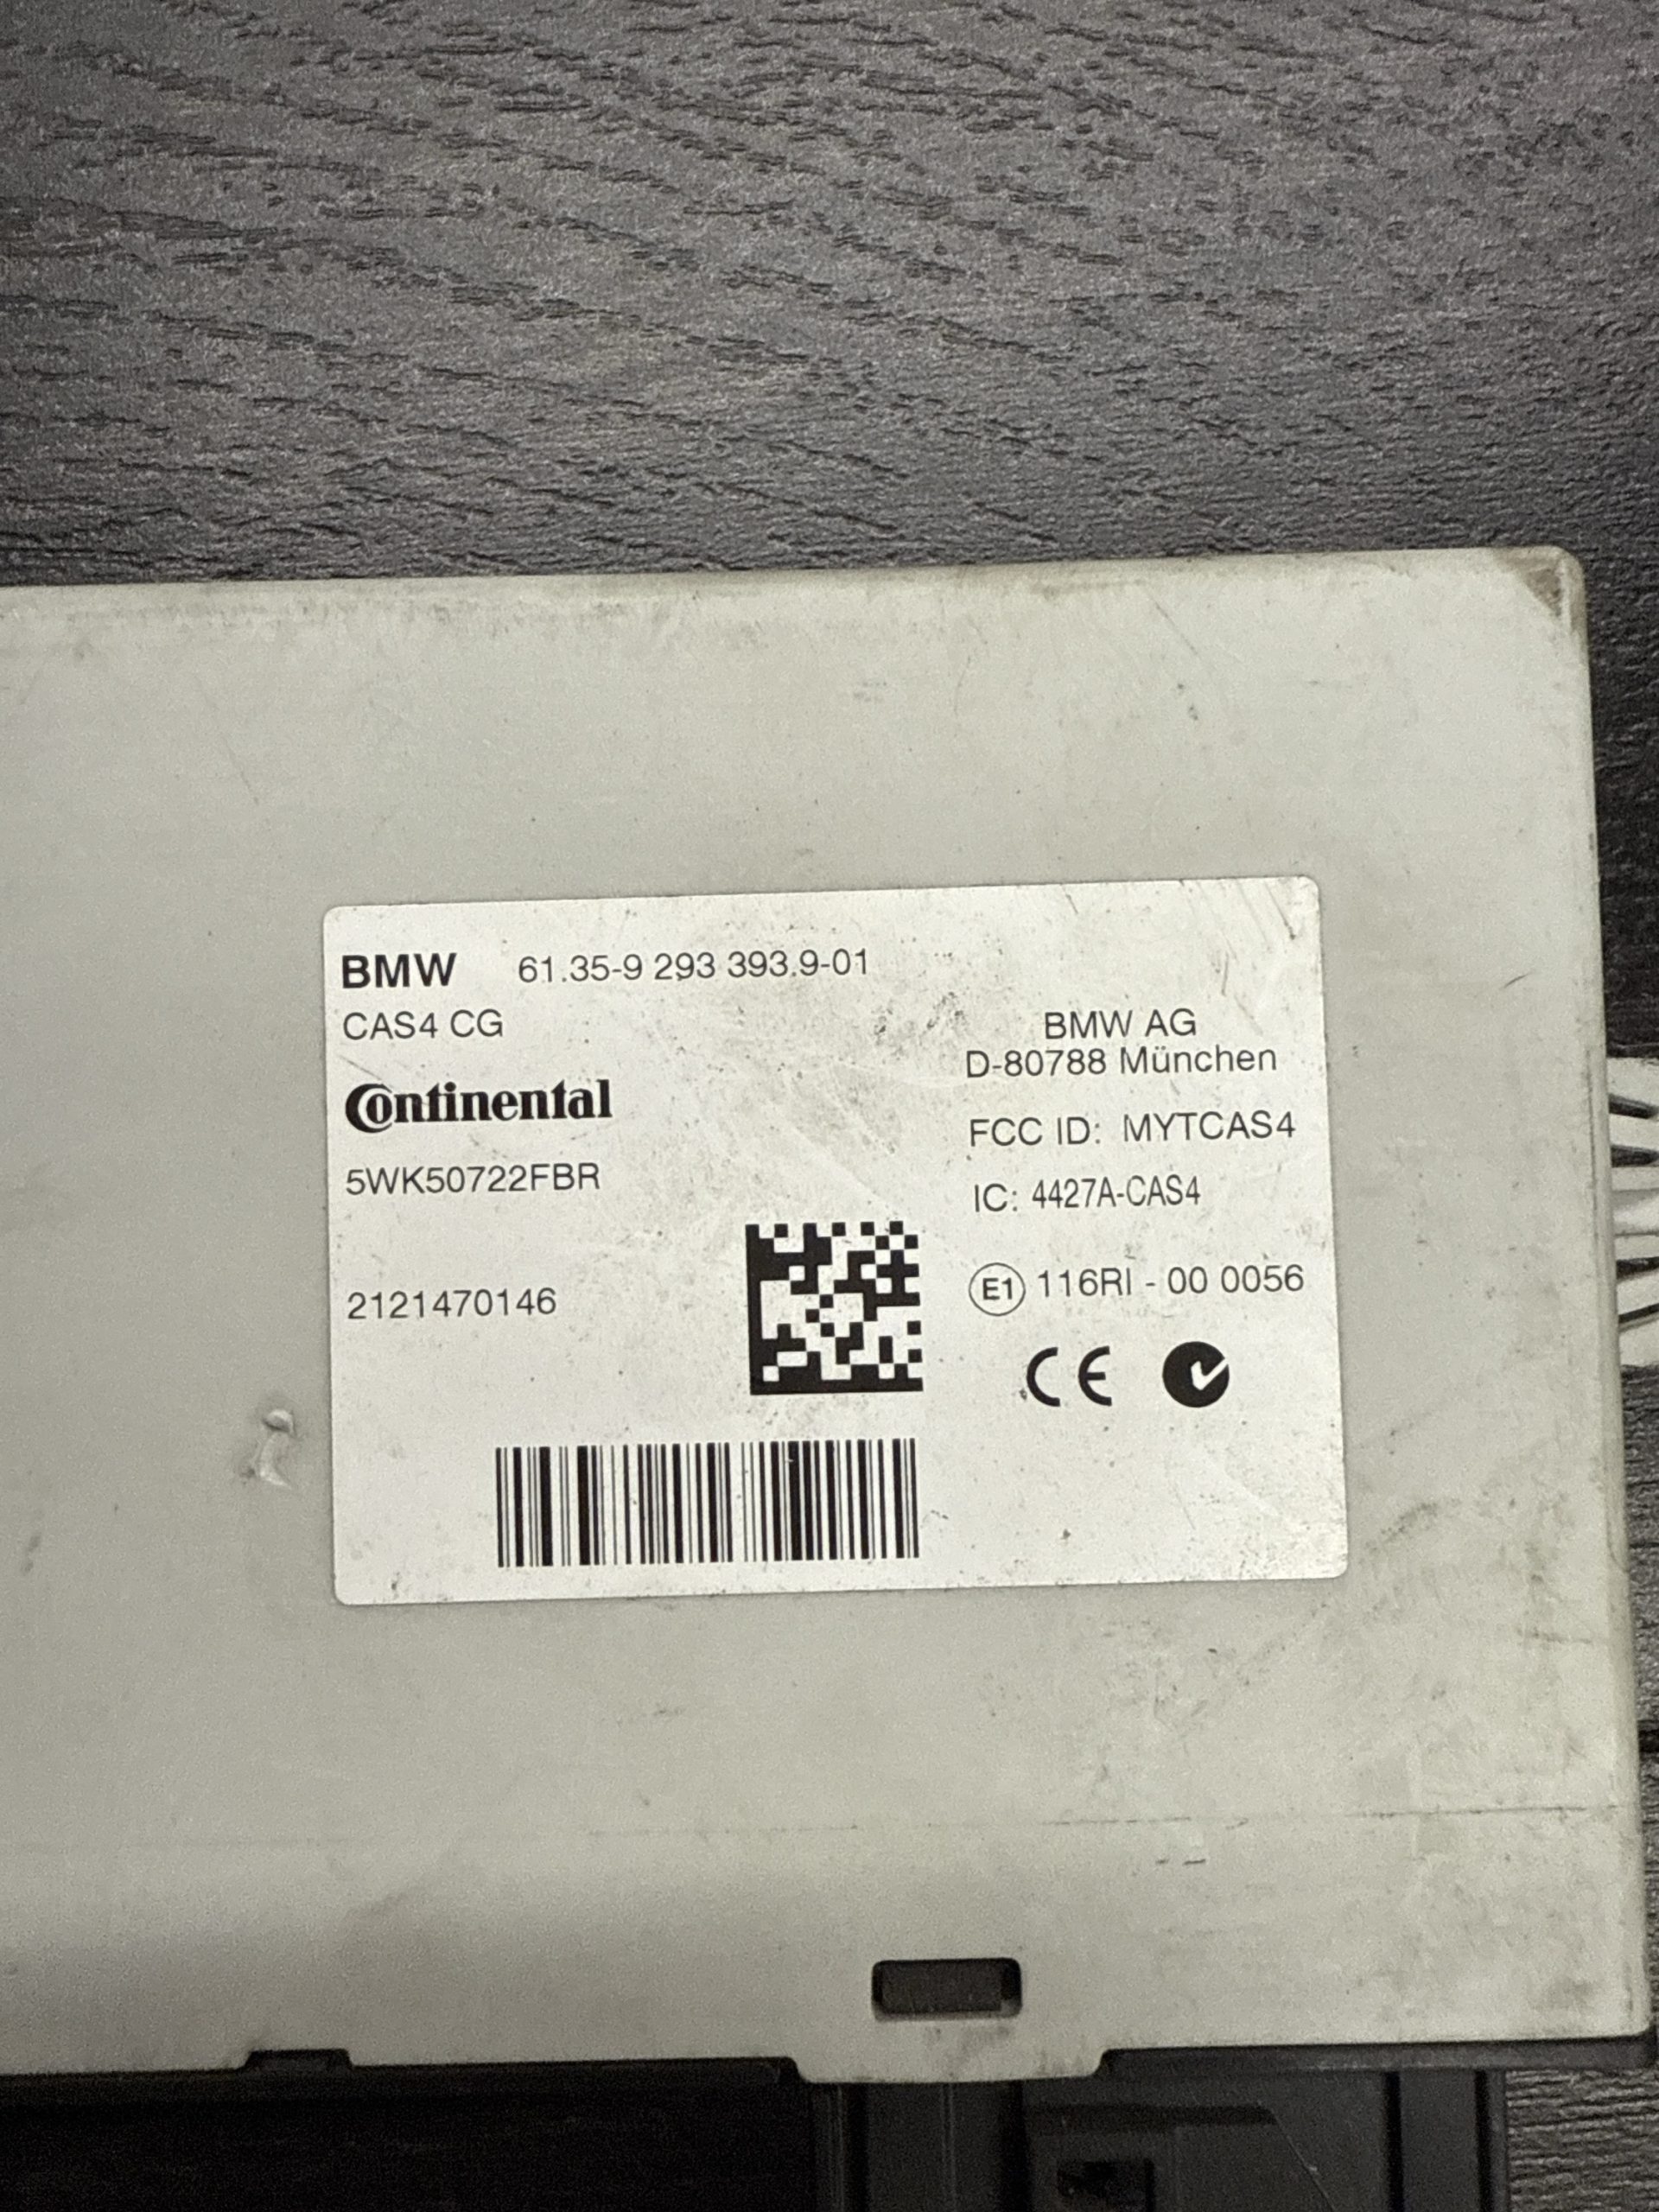 BMW 61.35-9 293 393.9-01
CAS4 CG
Continental
5WK50722FBR
2121470146
BMW AG
D-80788 München
FCC ID: MYTCAS4
IC: 4427A-CAS4
E1 116RI - 00 0056
CE